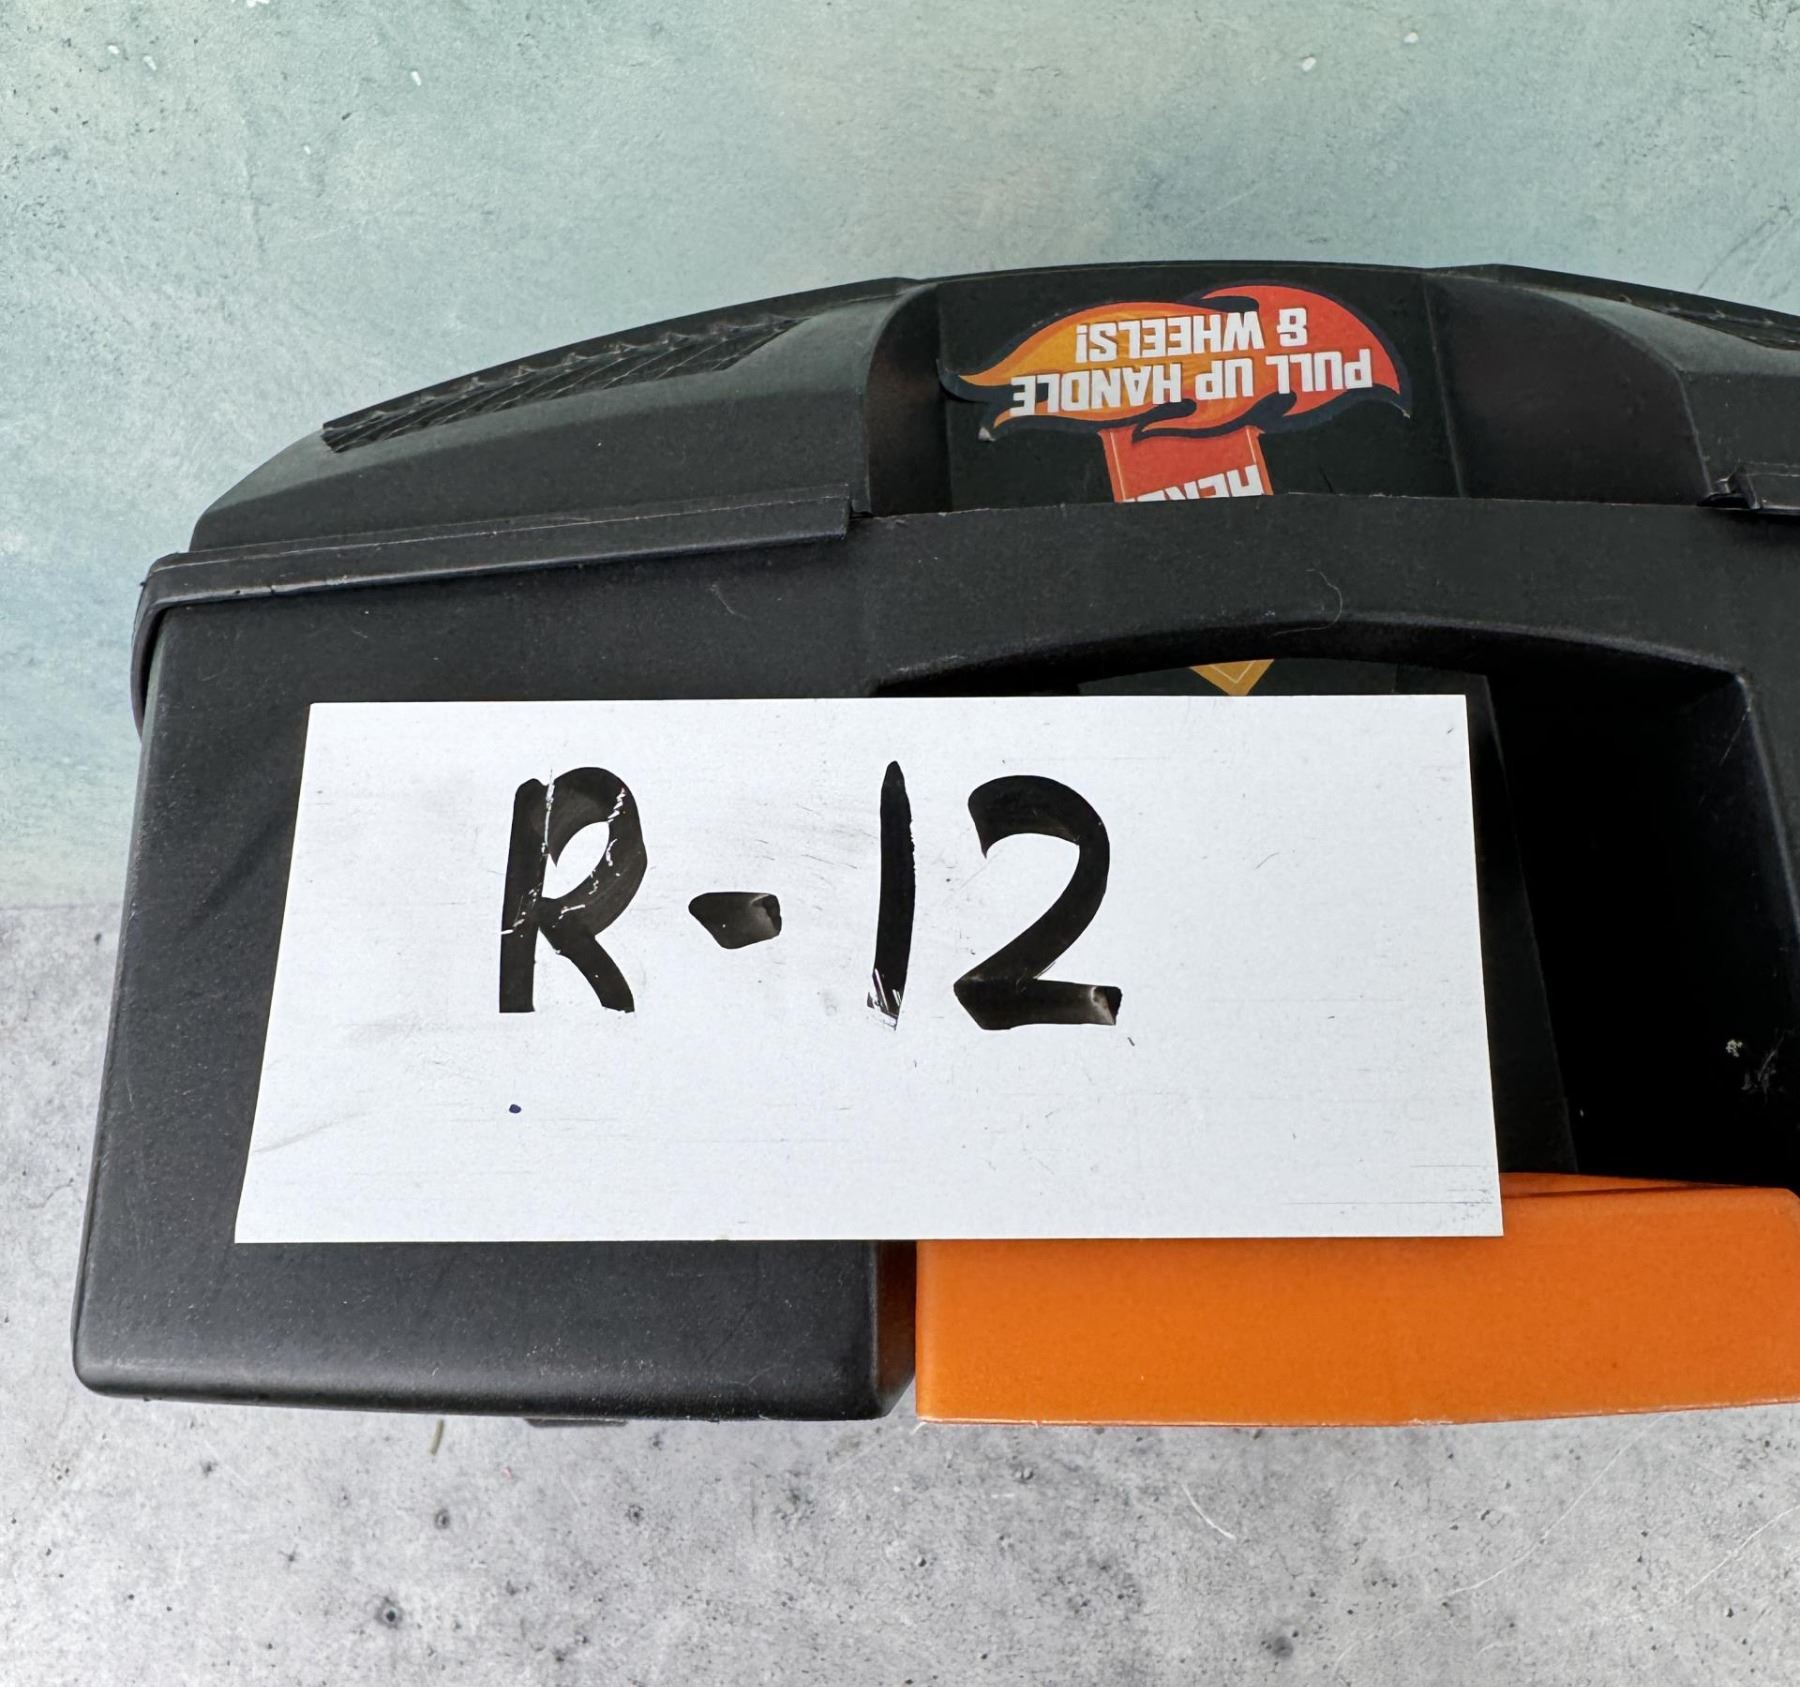 PULL UP HANDLE
& WHEELS!
R-12